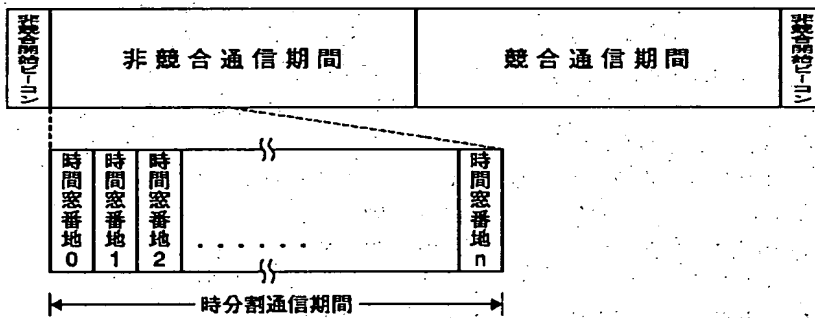 非競合開始ビーコン
非競合通信期間
競合通信期間
非競合開始ビーコン
時間窓番地0
時間窓番地1
時間窓番地2
......
時間窓番地n
時分割通信期間